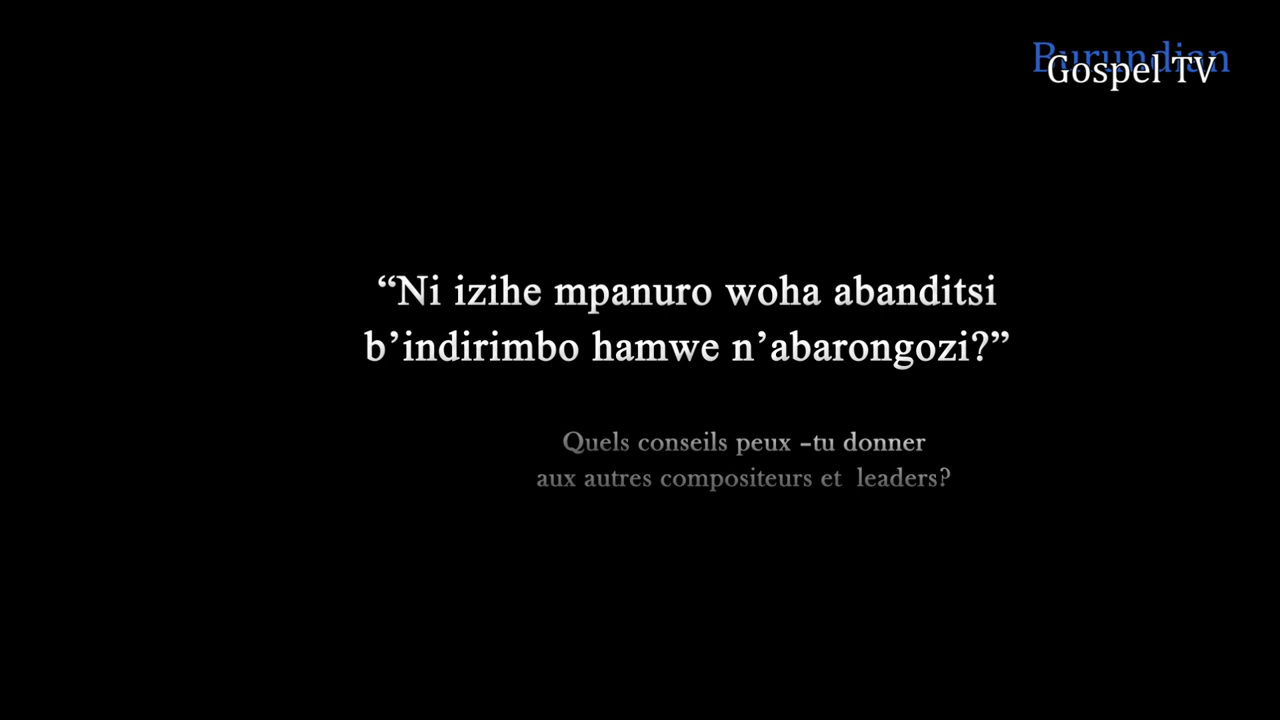 Burundian
Gospel TV
“Ni izihe mpanuro woha abanditsi
b’indirimbo hamwe n’abarongozi?”
Quels conseils peux –tu donner
aux autres compositeurs et leaders?